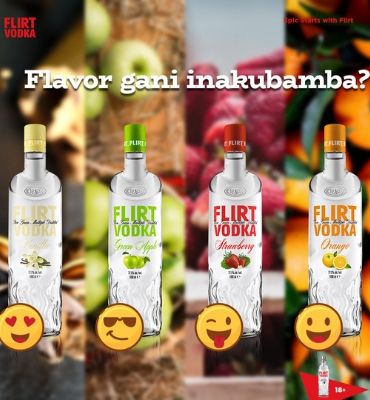 FLIRT
VODKA
Epic Starts with Flirt
Flavor gani inakubamba?
FLIRT
VODKA
Vanilla
FLIRT
VODKA
Green Apple
FLIRT
VODKA
Strawberry
FLIRT
VODKA
Orange
18+